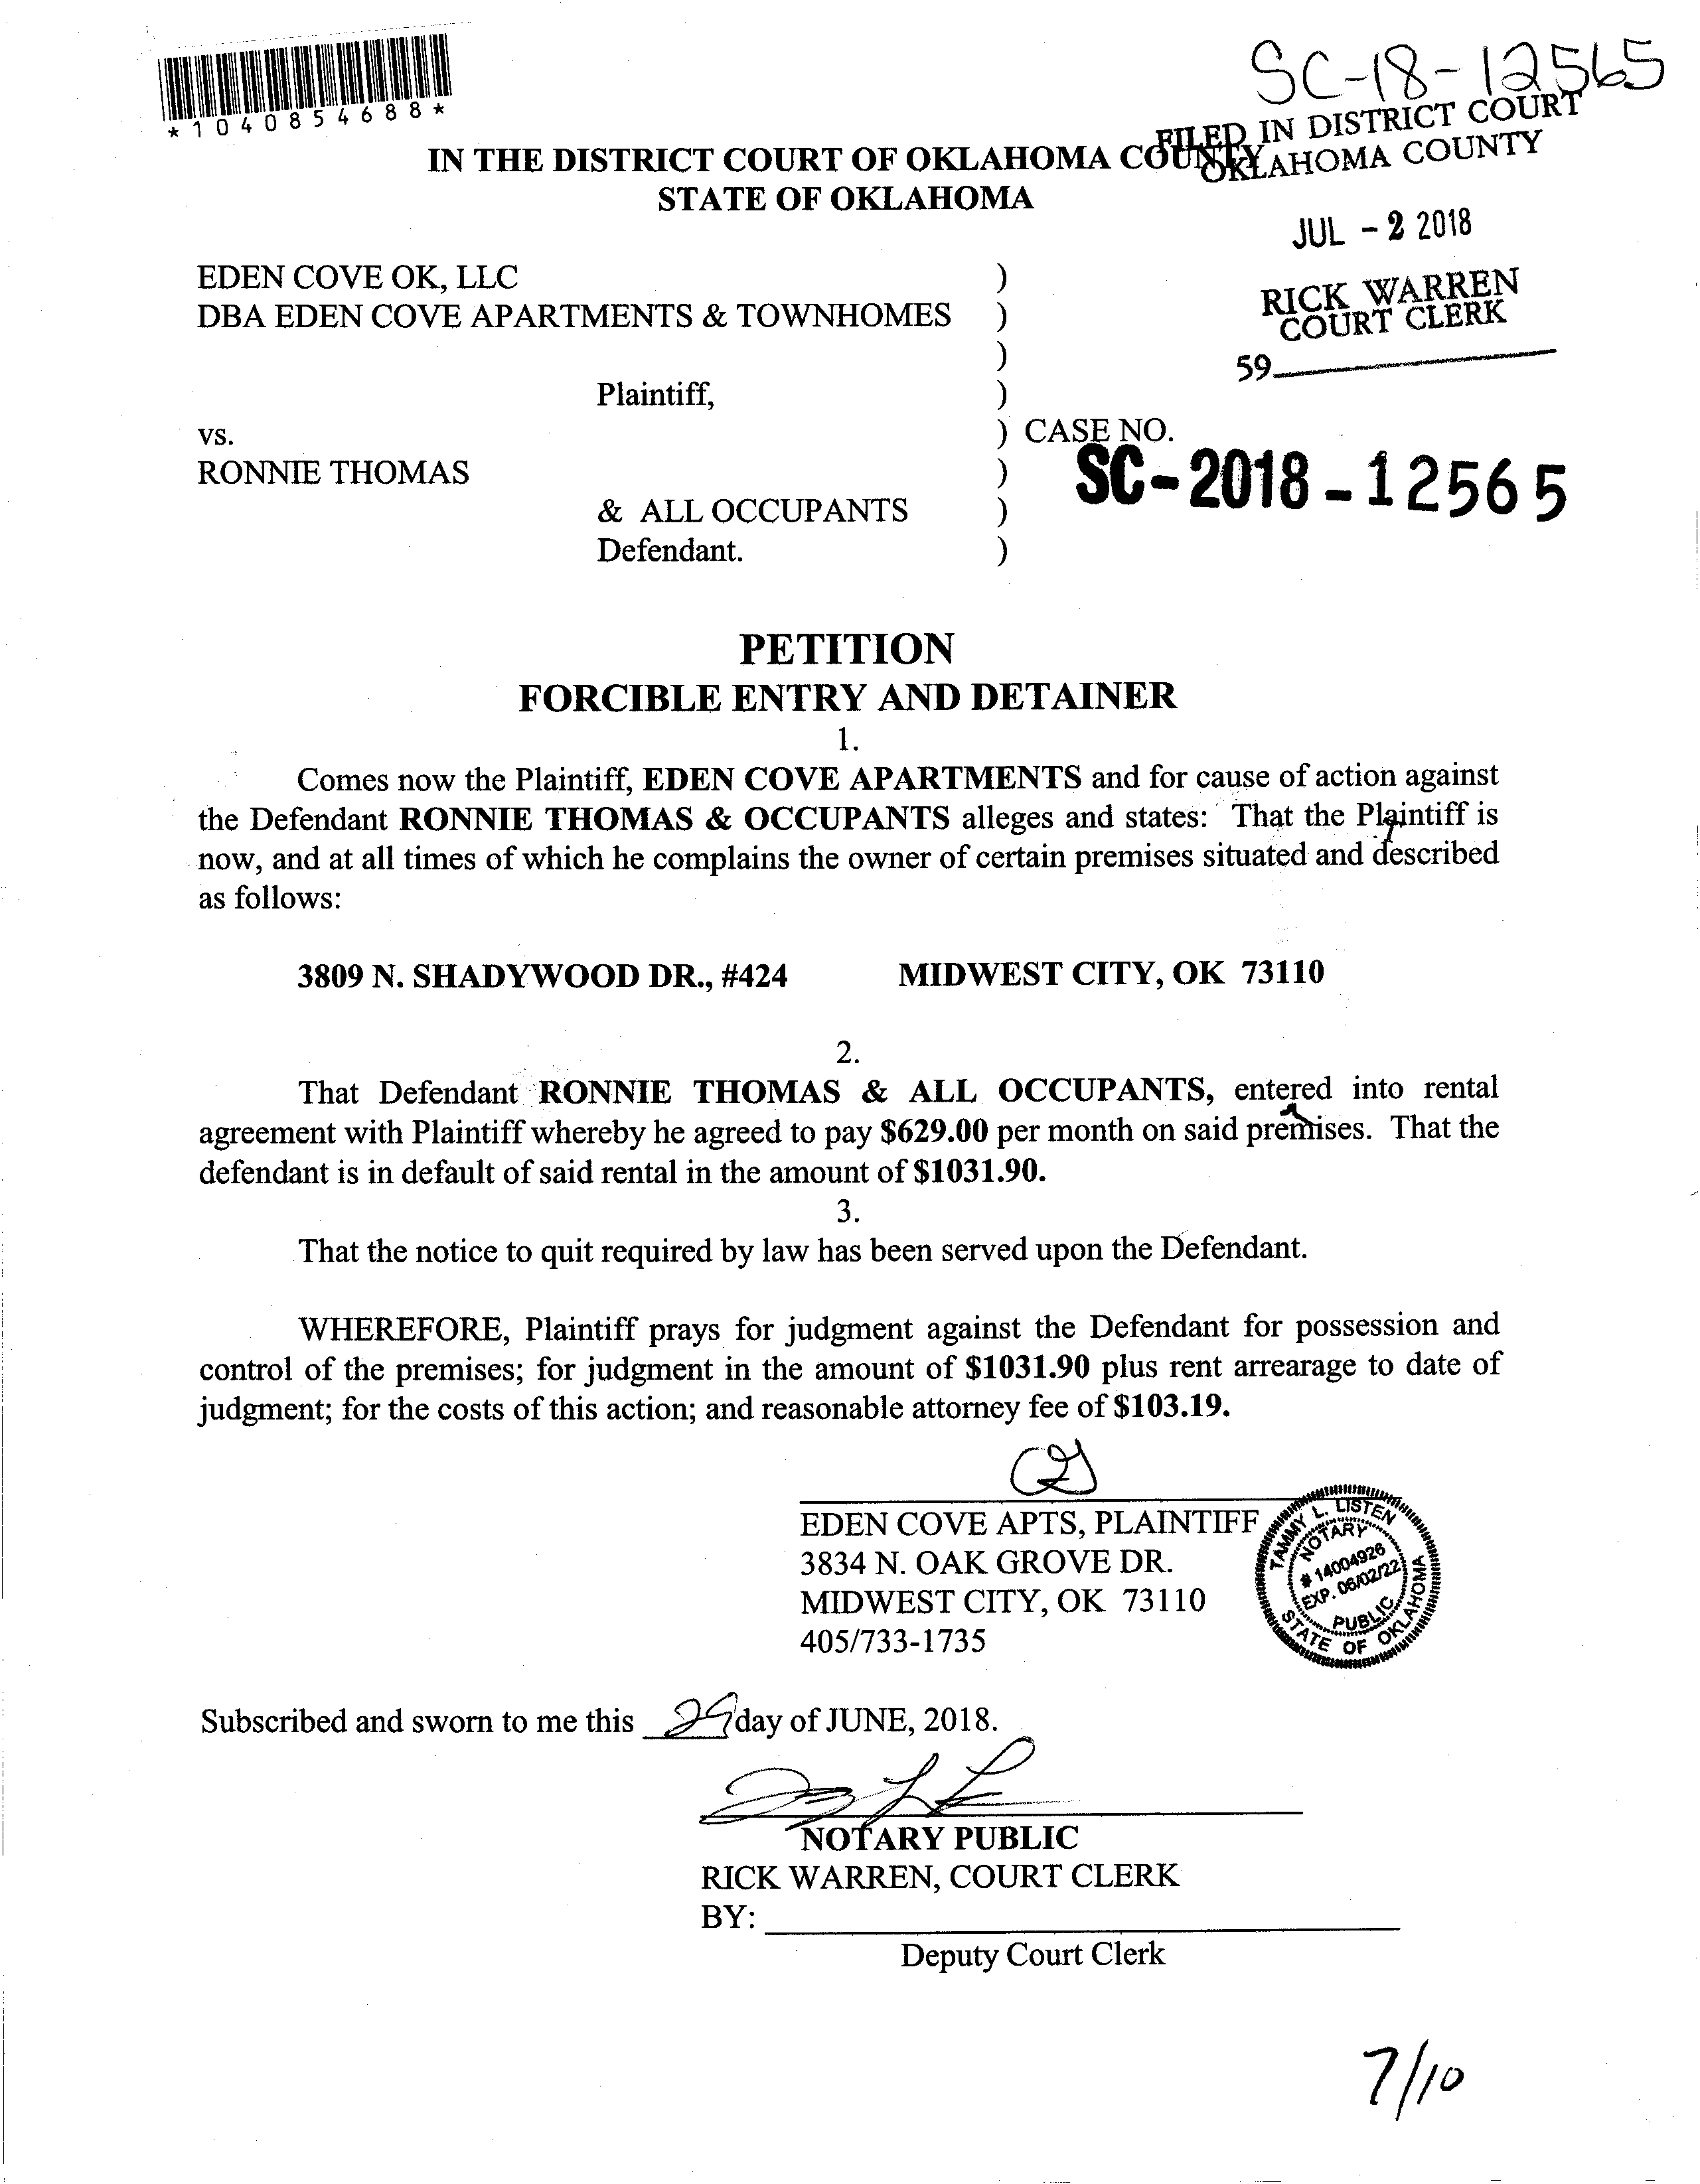 SC-18-12565
*1040854688*
FILED IN DISTRICT COURT
OKLAHOMA COUNTY
IN THE DISTRICT COURT OF OKLAHOMA COUNTY
STATE OF OKLAHOMA
JUL - 2 2018
RICK WARREN
COURT CLERK
59
EDEN COVE OK, LLC )
DBA EDEN COVE APARTMENTS & TOWNHOMES )
)
Plaintiff, )
vs. ) CASE NO.
RONNIE THOMAS ) SC-2018-12565
& ALL OCCUPANTS )
Defendant. )
PETITION
FORCIBLE ENTRY AND DETAINER
1.
Comes now the Plaintiff, EDEN COVE APARTMENTS and for cause of action against
the Defendant RONNIE THOMAS & OCCUPANTS alleges and states: That the Plaintiff is
now, and at all times of which he complains the owner of certain premises situated and described
as follows:
3809 N. SHADYWOOD DR., #424 MIDWEST CITY, OK 73110
2.
That Defendant RONNIE THOMAS & ALL OCCUPANTS, entered into rental
agreement with Plaintiff whereby he agreed to pay $629.00 per month on said premises. That the
defendant is in default of said rental in the amount of $1031.90.
3.
That the notice to quit required by law has been served upon the Defendant.
WHEREFORE, Plaintiff prays for judgment against the Defendant for possession and
control of the premises; for judgment in the amount of $1031.90 plus rent arrearage to date of
judgment; for the costs of this action; and reasonable attorney fee of $103.19.
EDEN COVE APTS, PLAINTIFF
3834 N. OAK GROVE DR.
MIDWEST CITY, OK 73110
405/733-1735
TAMMY L. LISTEN
NOTARY
# 14004926
EXP. 06/02/22
PUBLIC
STATE OF OKLAHOMA
Subscribed and sworn to me this 29 day of JUNE, 2018.
NOTARY PUBLIC
RICK WARREN, COURT CLERK
BY:
Deputy Court Clerk
7/10